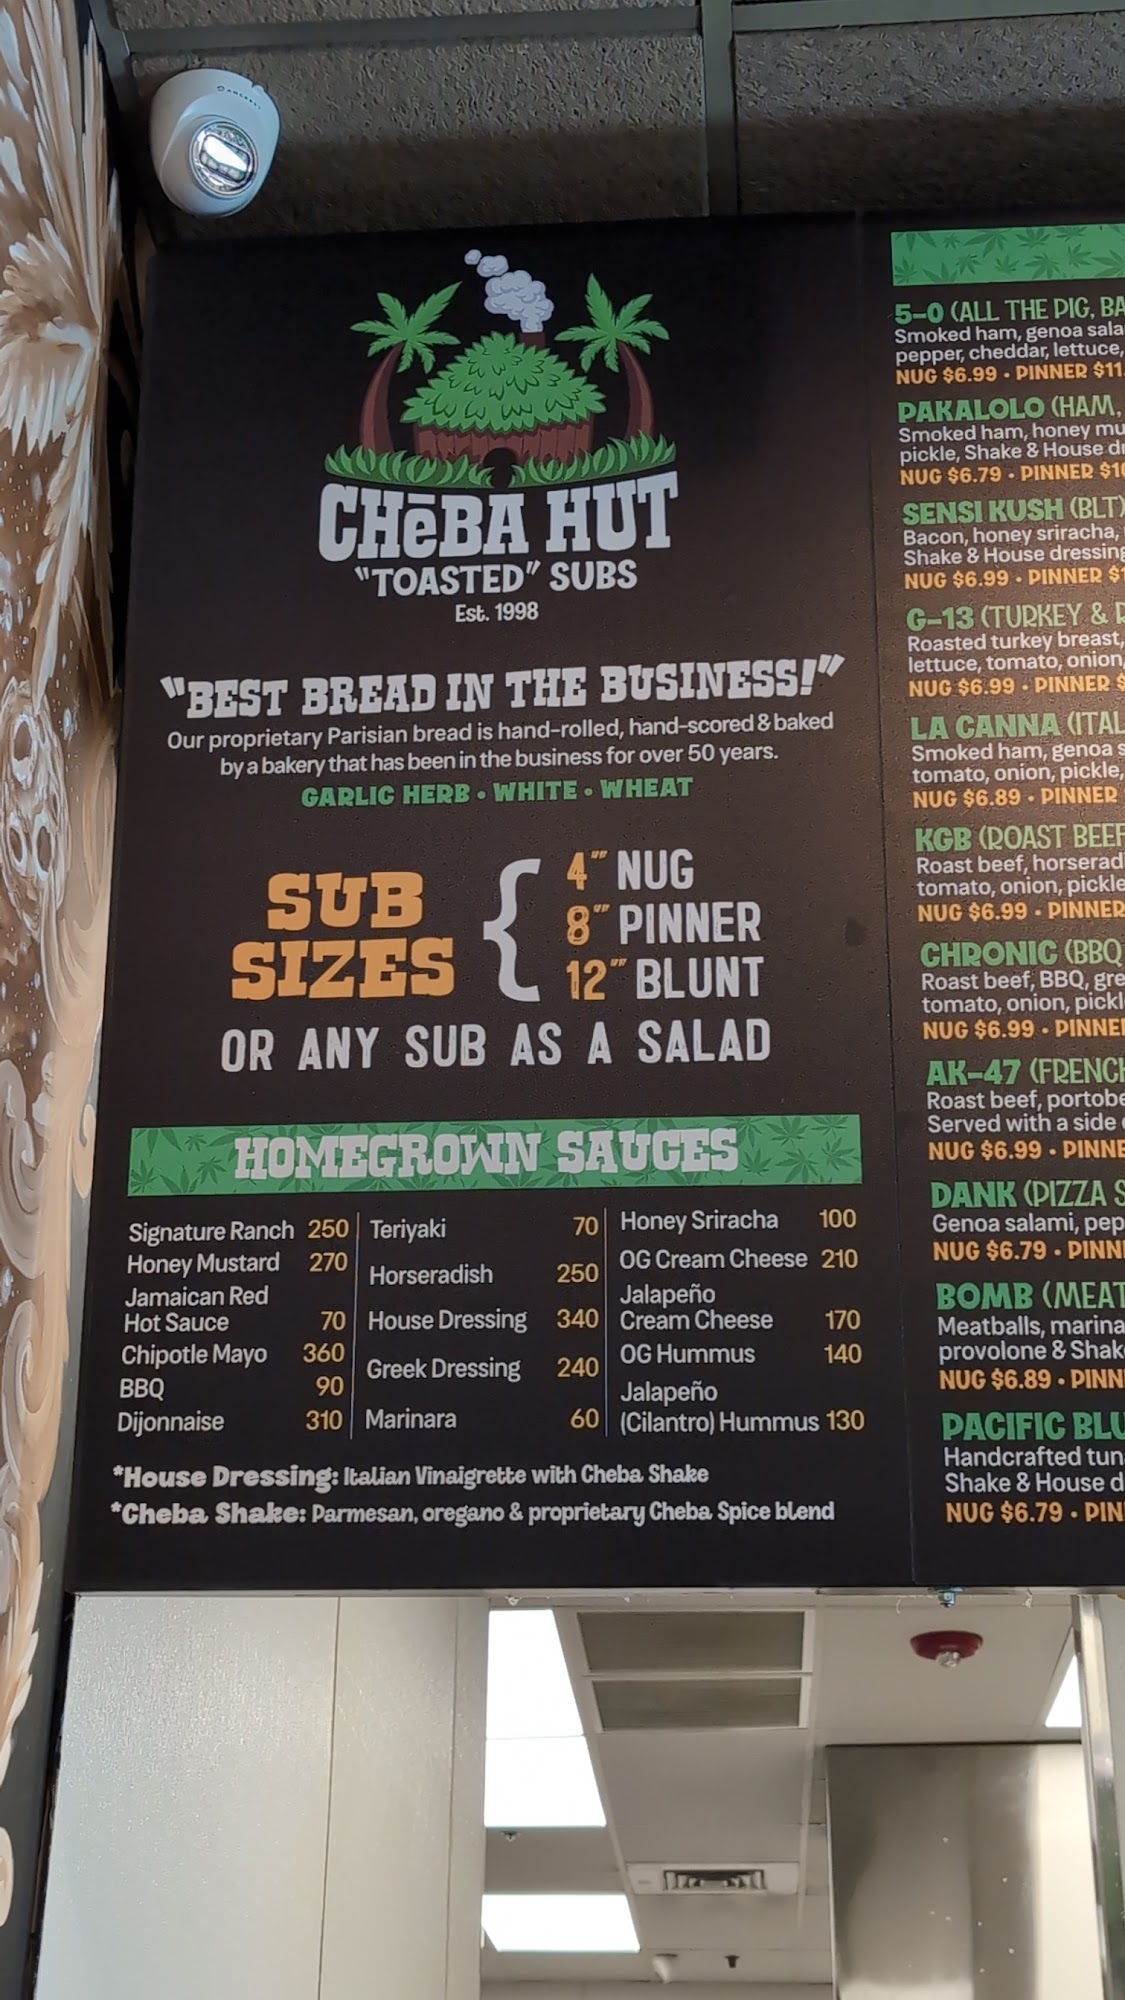 CHēBA HUT
"TOASTED" SUBS
Est. 1998
"BEST BREAD IN THE BUSINESS!"
Our proprietary Parisian bread is hand-rolled, hand-scored & baked
by a bakery that has been in the business for over 50 years.
GARLIC HERB • WHITE • WHEAT
SUB SIZES
4" NUG
8" PINNER
12" BLUNT
OR ANY SUB AS A SALAD
HOMEGROWN SAUCES
Signature Ranch 250
Honey Mustard 270
Jamaican Red
Hot Sauce 70
Chipotle Mayo 360
BBQ 90
Dijonnaise 310
Teriyaki 70
Horseradish 250
House Dressing 340
Greek Dressing 240
Marinara 60
Honey Sriracha 100
OG Cream Cheese 210
Jalapeño
Cream Cheese 170
OG Hummus 140
Jalapeño
(Cilantro) Hummus 130
*House Dressing: Italian Vinaigrette with Cheba Shake
*Cheba Shake: Parmesan, oregano & proprietary Cheba Spice blend
5-0 (ALL THE PIG,
Smoked ham, genoa
pepper, cheddar, lettuce,
NUG $6.99 • PINNER
PAKALOLO (HAM,
Smoked ham, honey
pickle, Shake & House
NUG $6.79 • PINNER
SENSI KUSH (BLT)
Bacon, honey sriracha,
Shake & House dressing
NUG $6.99 • PINNER
G-13 (TURKEY &
Roasted turkey breast,
lettuce, tomato, onion,
NUG $6.99 • PINNER
LA CANNA
Smoked ham, genoa
tomato, onion, pickle,
NUG $6.89 • PINNER
KGB (ROAST BEEF
Roast beef,
tomato, onion, pickle
NUG $6.99 • PINNER
CHRONIC (BBQ
Roast beef, BBQ,
tomato, onion,
NUG $6.99 •
AK-47
Roast beef,
Served with a side
NUG $6.99 •
DANK (PIZZA
Genoa salami,
NUG $6.79 •
BOMB
Meatballs,
provolone &
NUG $6.89 •
PACIFIC
Handcrafted
Shake & House
NUG $6.79 •